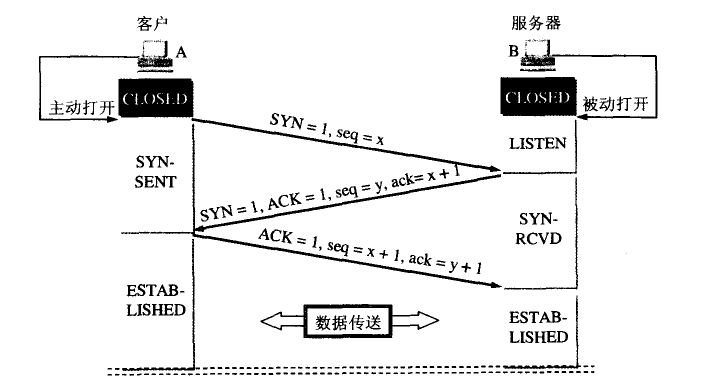 客户
服务器
A
B
CLOSED
CLOSED
主动打开
被动打开
SYN = 1, seq = x
LISTEN
SYN-
SENT
SYN = 1, ACK = 1, seq = y, ack= x + 1
SYN-
RCVD
ACK = 1, seq = x + 1, ack = y + 1
ESTAB-
LISHED
数据传送
ESTAB-
LISHED